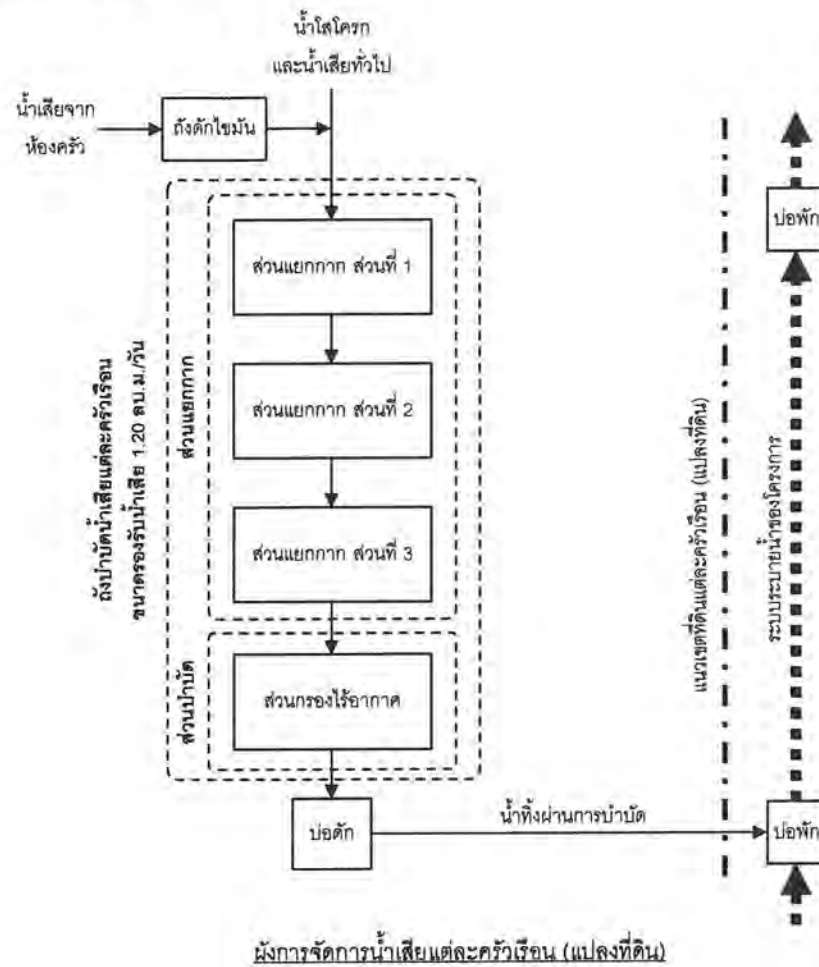 น้ำโสโครก
และน้ำเสียทั่วไป
น้ำเสียจาก
ห้องครัว
ถังดักไขมัน
บ่อพัก
ส่วนแยกกาก ส่วนที่ 1
ส่วนแยกกาก ส่วนที่ 2
ส่วนแยกกาก ส่วนที่ 3
ส่วนแยกกาก
ถังบำบัดน้ำเสียแต่ละครัวเรือน
ขนาดรองรับน้ำเสีย 1.20 ลบ.ม./วัน
ส่วนกรองไร้อากาศ
ส่วนบำบัด
แนวเขตที่ดินแต่ละครัวเรือน (แปลงที่ดิน)
ระบบระบายน้ำของโครงการ
บ่อดัก
น้ำทิ้งผ่านการบำบัด
บ่อพัก
ผังการจัดการน้ำเสียแต่ละครัวเรือน (แปลงที่ดิน)